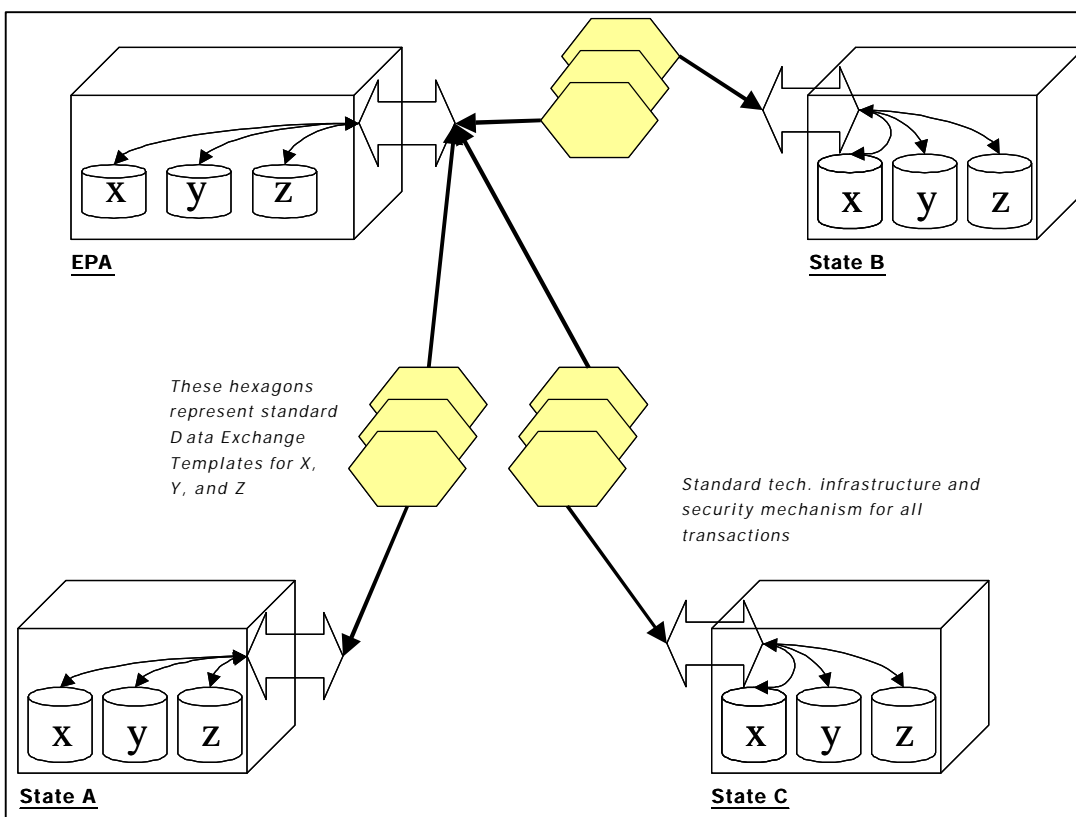 x y z
EPA
x y z
State B
These hexagons
represent standard
Data Exchange
Templates for X,
Y, and Z
Standard tech. infrastructure and
security mechanism for all
transactions
x y z
State A
x y z
State C